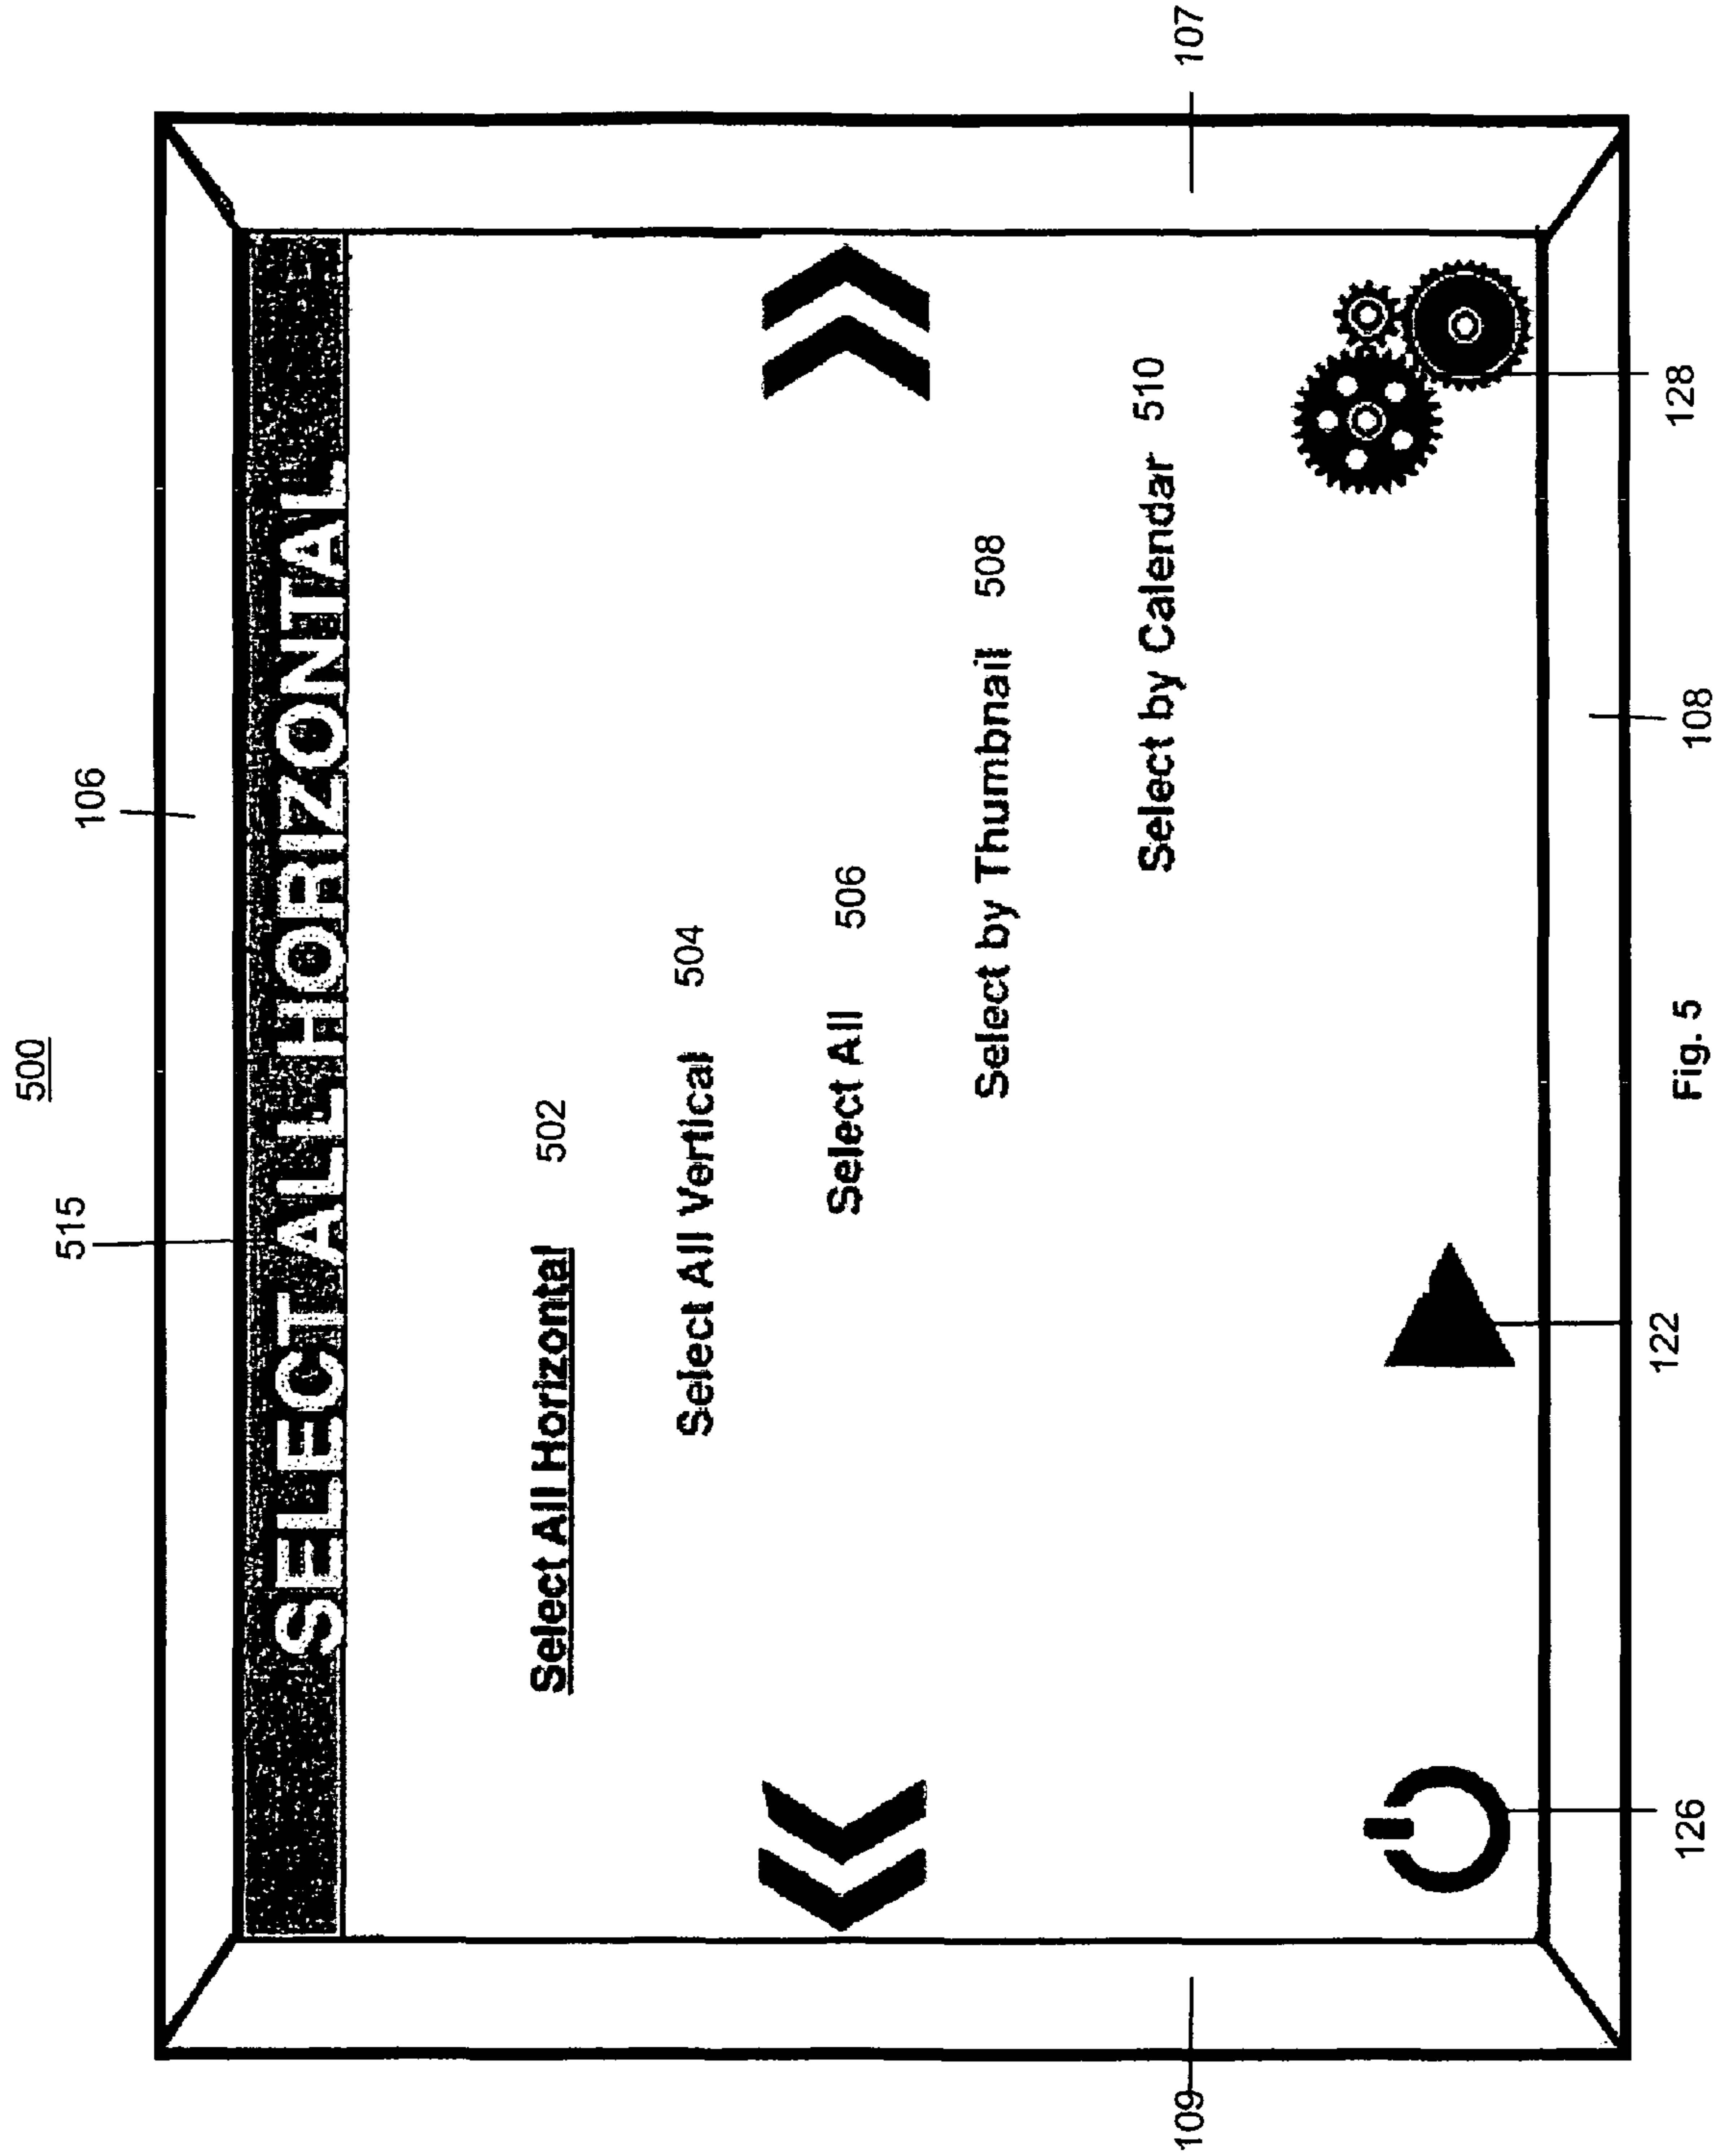 500
515
106
SELECT ALL HORIZONTAL
Select All Horizontal 502
Select All Vertical 504
Select All 506
Select by Thumbnail 508
Select by Calendar 510
109
107
126
122
108
128
Fig. 5